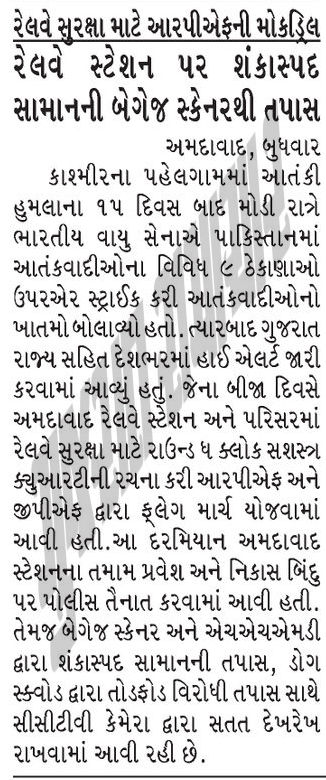 રેલવે સુરક્ષા માટે આરપીએફની મોકડ્રિલ
રેલવે સ્ટેશન પર શંકાસ્પદ
સામાનની બેગેજ સ્કેનરથી તપાસ
અમદાવાદ, બુધવાર
કાશ્મીરના પહેલગામમાં આતંકી
હુમલાના ૧૫ દિવસ બાદ મોડી રાત્રે
ભારતીય વાયુ સેનાએ પાકિસ્તાનમાં
આતંકવાદીઓના વિવિધ ૯ ઠેકાણાઓ
ઉપરએર સ્ટ્રાઈક કરી આતંકવાદીઓનો
ખાતમો બોલાવ્યો હતો. ત્યારબાદ ગુજરાત
રાજ્ય સહિત દેશભરમાં હાઈ એલર્ટ જારી
કરવામાં આવ્યું હતું. જેના બીજા દિવસે
અમદાવાદ રેલવે સ્ટેશન અને પરિસરમાં
રેલવે સુરક્ષા માટે રાઉન્ડ ધ ક્લોક સશસ્ત્ર
ક્યુઆરટીની રચના કરી આરપીએફ અને
જીપીએફ દ્વારા ફ્લેગ માર્ચ યોજવામાં
આવી હતી.આ દરમિયાન અમદાવાદ
સ્ટેશનના તમામ પ્રવેશ અને નિકાસ બિંદુ
પર પોલીસ તૈનાત કરવામાં આવી હતી.
તેમજ બેગેજ સ્કેનર અને એચએચએમડી
દ્વારા શંકાસ્પદ સામાનની તપાસ, ડોગ
સ્ક્વોડ દ્વારા તોડફોડ વિરોધી તપાસ સાથે
સીસીટીવી કેમેરા દ્વારા સતત દેખરેખ
રાખવામાં આવી રહી છે.